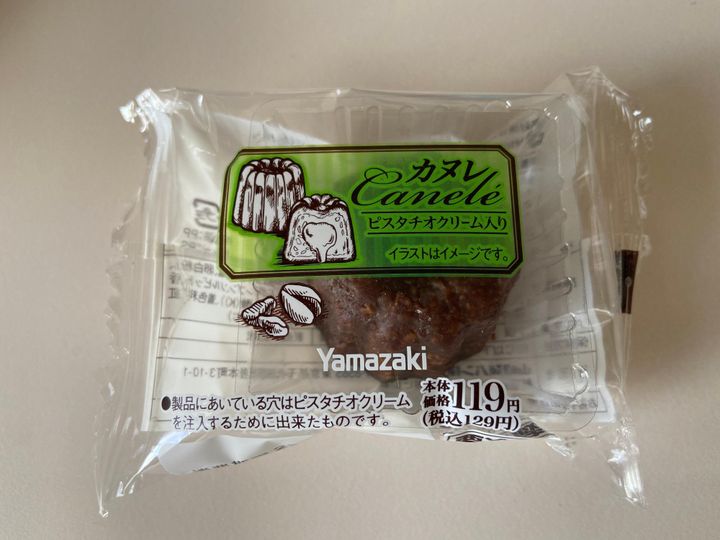 カヌレ
Canelé
ピスタチオクリーム入り
イラストはイメージです。
Yamazaki
●製品にあいている穴はピスタチオクリーム
を注入するために出来たものです。
本体
価格119円
(税込129円)